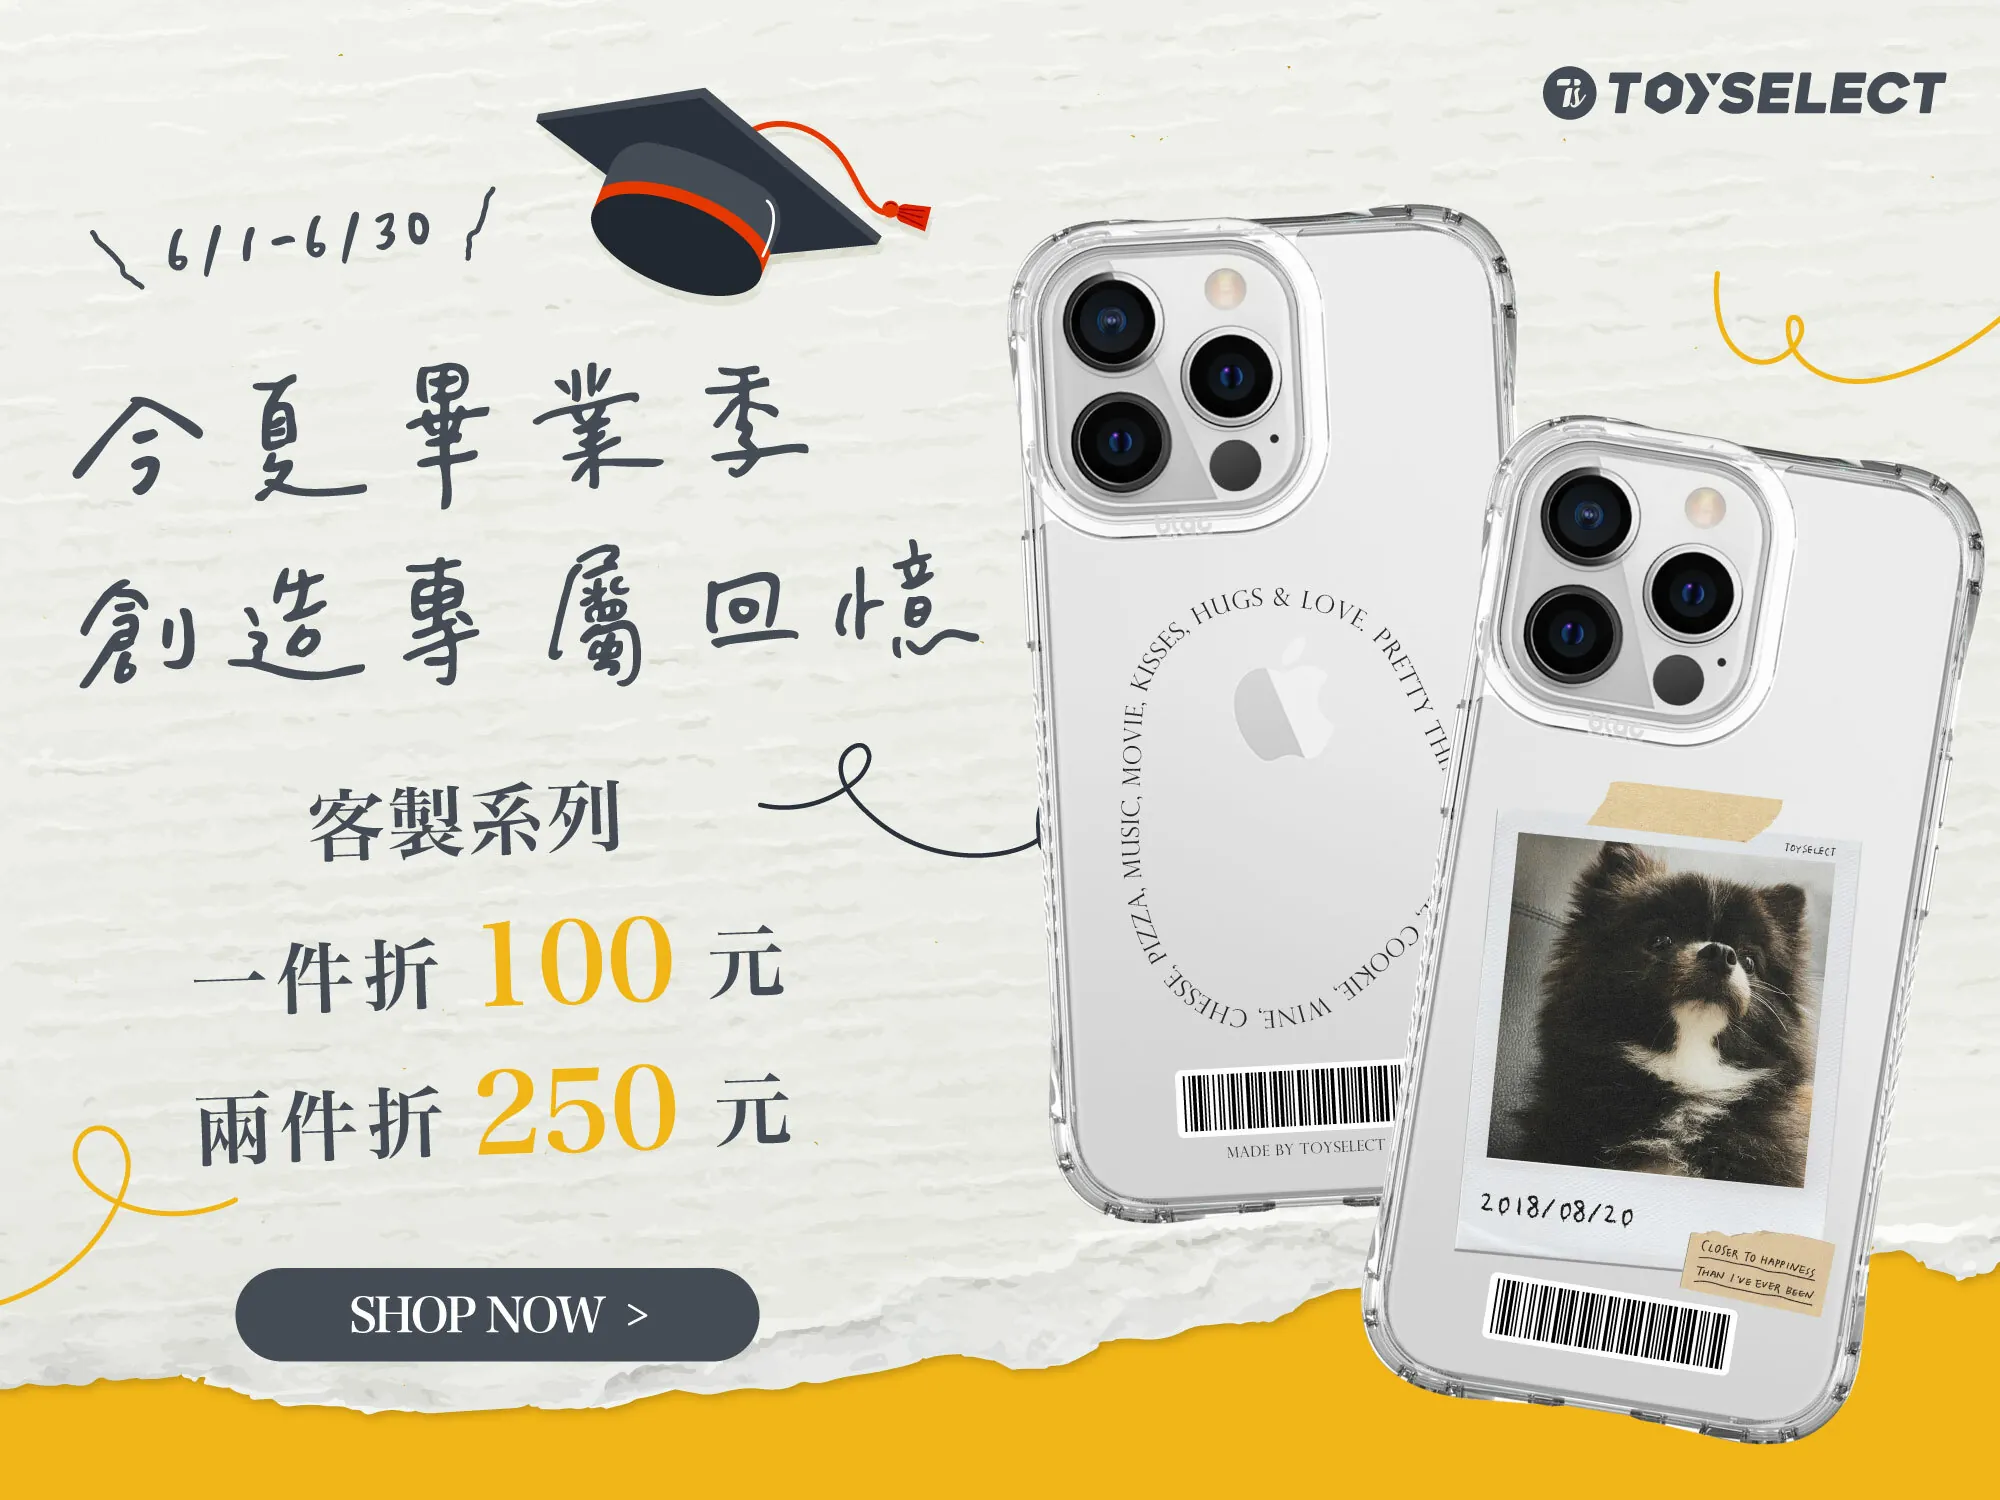 TOYSELECT
6/1-6/30
今夏畢業季
創造專屬回憶
客製系列
一件折 100 元
兩件折 250 元
SHOP NOW >
HUGS & LOVE. PRETTY
COOKIE, WINE, CHESSE, PIZZA, MUSIC, MOVIE, KISSES,
MADE BY TOYSELECT
TOYSELECT
2018/08/20
CLOSER TO HAPPINESS
THAN I'VE EVER BEEN